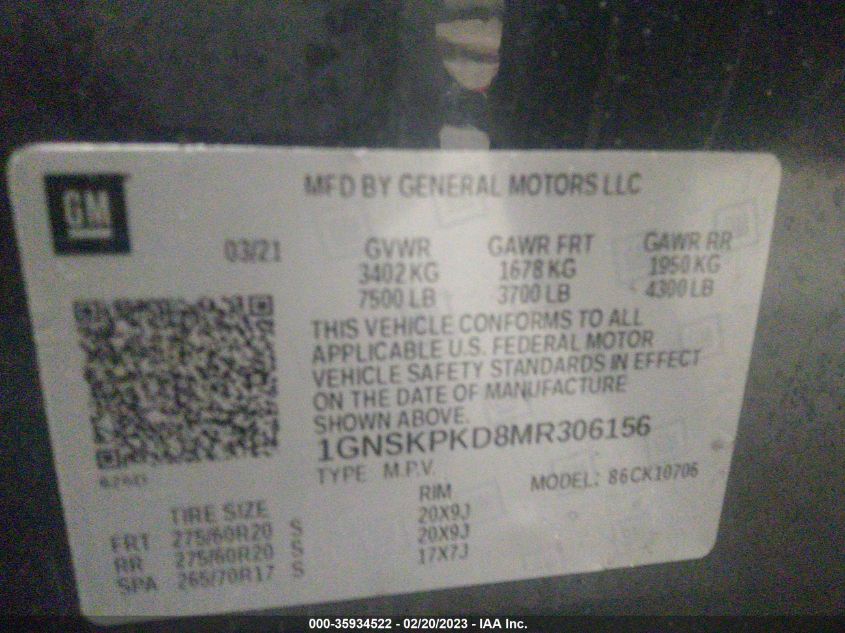 GM
MFD BY GENERAL MOTORS LLC
03/21 GVWR GAWR FRT GAWR RR
3402 KG 1678 KG 1950 KG
7500 LB 3700 LB 4300 LB
THIS VEHICLE CONFORMS TO ALL
APPLICABLE U.S. FEDERAL MOTOR
VEHICLE SAFETY STANDARDS IN EFFECT
ON THE DATE OF MANUFACTURE
SHOWN ABOVE.
1GNSKPKD8MR306156
TYPE M.P.V. MODEL: 86CK10706
TIRE SIZE RIM
FRT 275/60R20 S 20X9J
RR 275/60R20 S 20X9J
SPA 265/70R17 S 17X7J
000-35934522 - 02/20/2023 - IAA Inc.